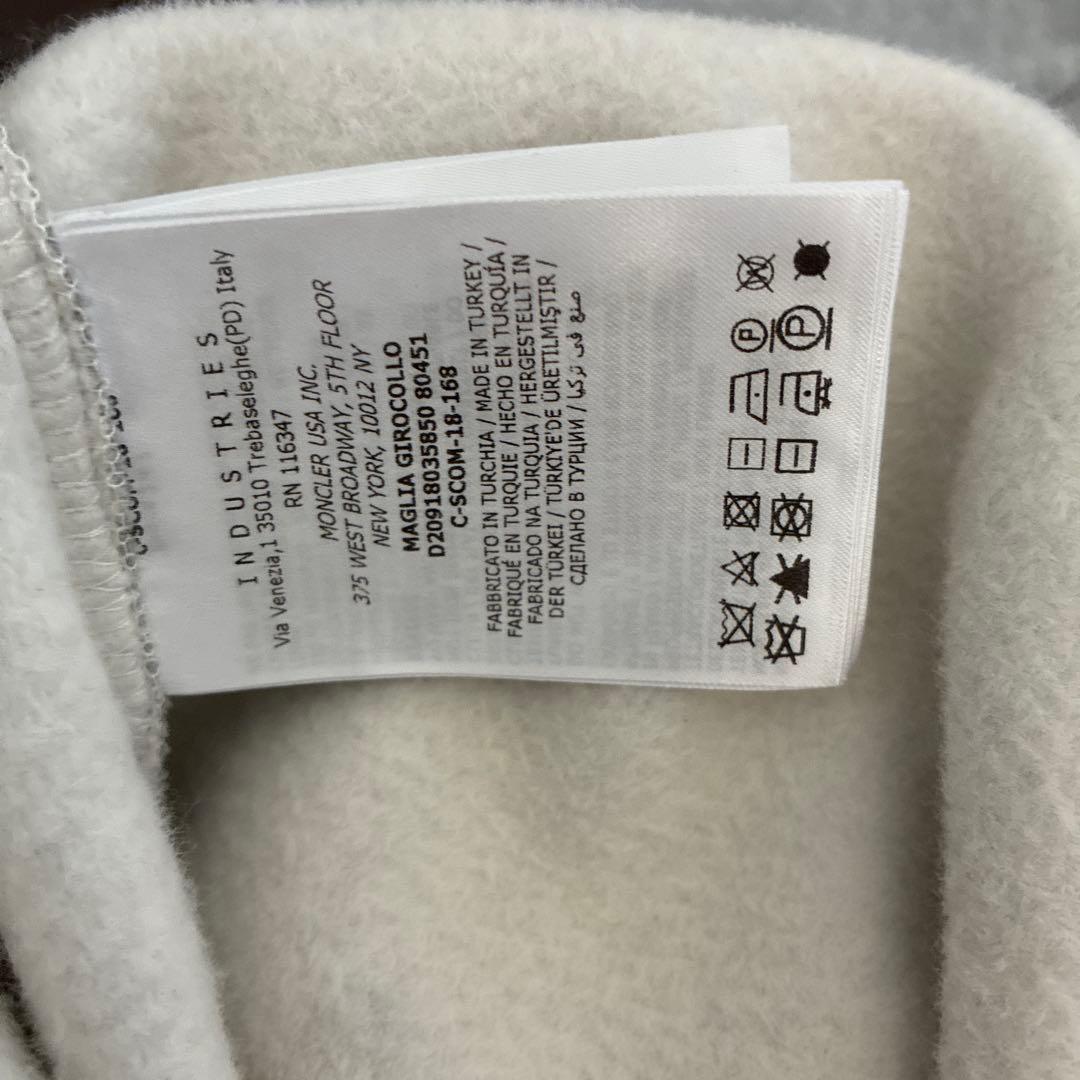 INDUSTRIES
Via Venezia,1 35010 Trebaseleghe(PD) Italy
RN 116347
MONCLER USA INC.
375 WEST BROADWAY, 5TH FLOOR
NEW YORK, 10012 NY
MAGLIA GIROCOLLO
D20918035850 80451
C-SCOM-18-168
FABBRICATO IN TURCHIA / MADE IN TURKEY /
FABRIQUÉ EN TURQUIE / HECHO EN TURQUÍA /
FABRICADO NA TURQUIA / HERGESTELLT IN
DER TÜRKEI / TÜRKIYE'DE ÜRETILMIŞTIR /
СДЕЛАНО В ТУРЦИИ / صنع فى تركيا
P
P